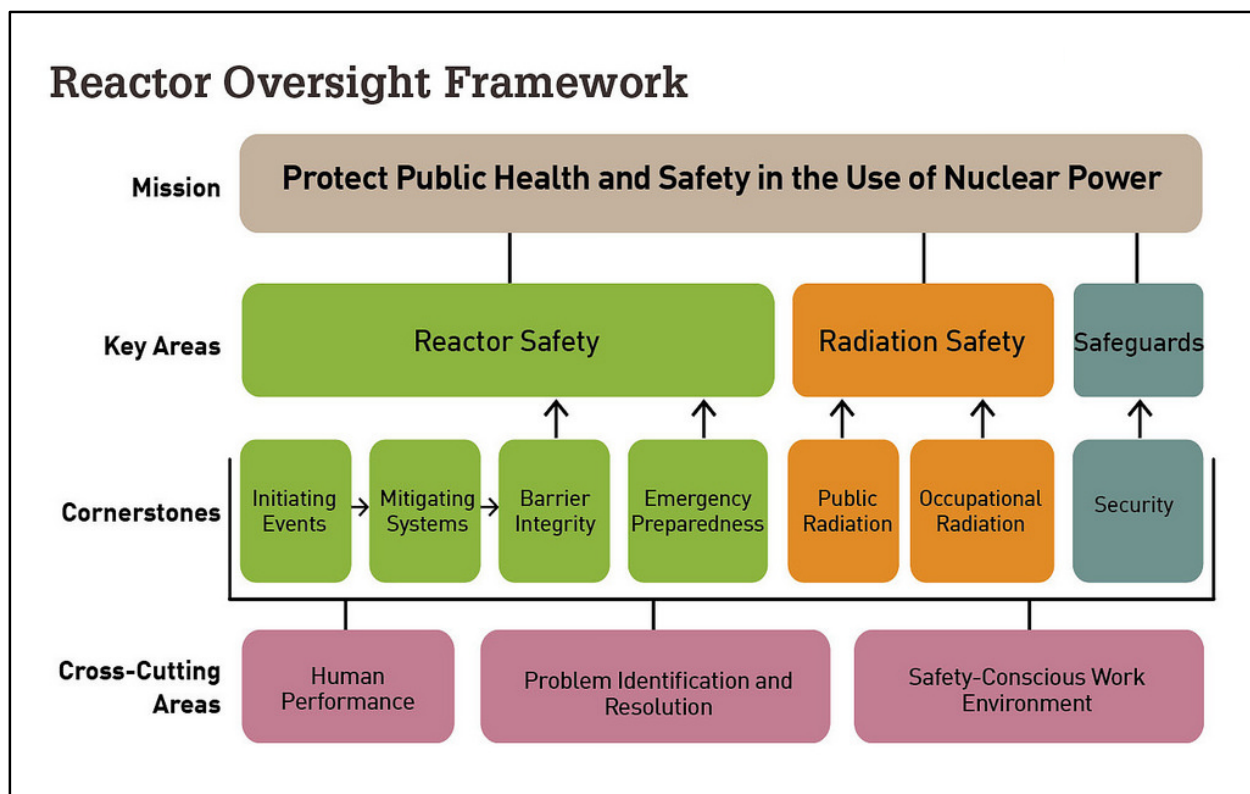 Reactor Oversight Framework
Mission
Protect Public Health and Safety in the Use of Nuclear Power
Key Areas
Reactor Safety
Radiation Safety
Safeguards
Cornerstones
Initiating
Events
Mitigating
Systems
Barrier
Integrity
Emergency
Preparedness
Public
Radiation
Occupational
Radiation
Security
Cross-Cutting
Areas
Human
Performance
Problem Identification and
Resolution
Safety-Conscious Work
Environment